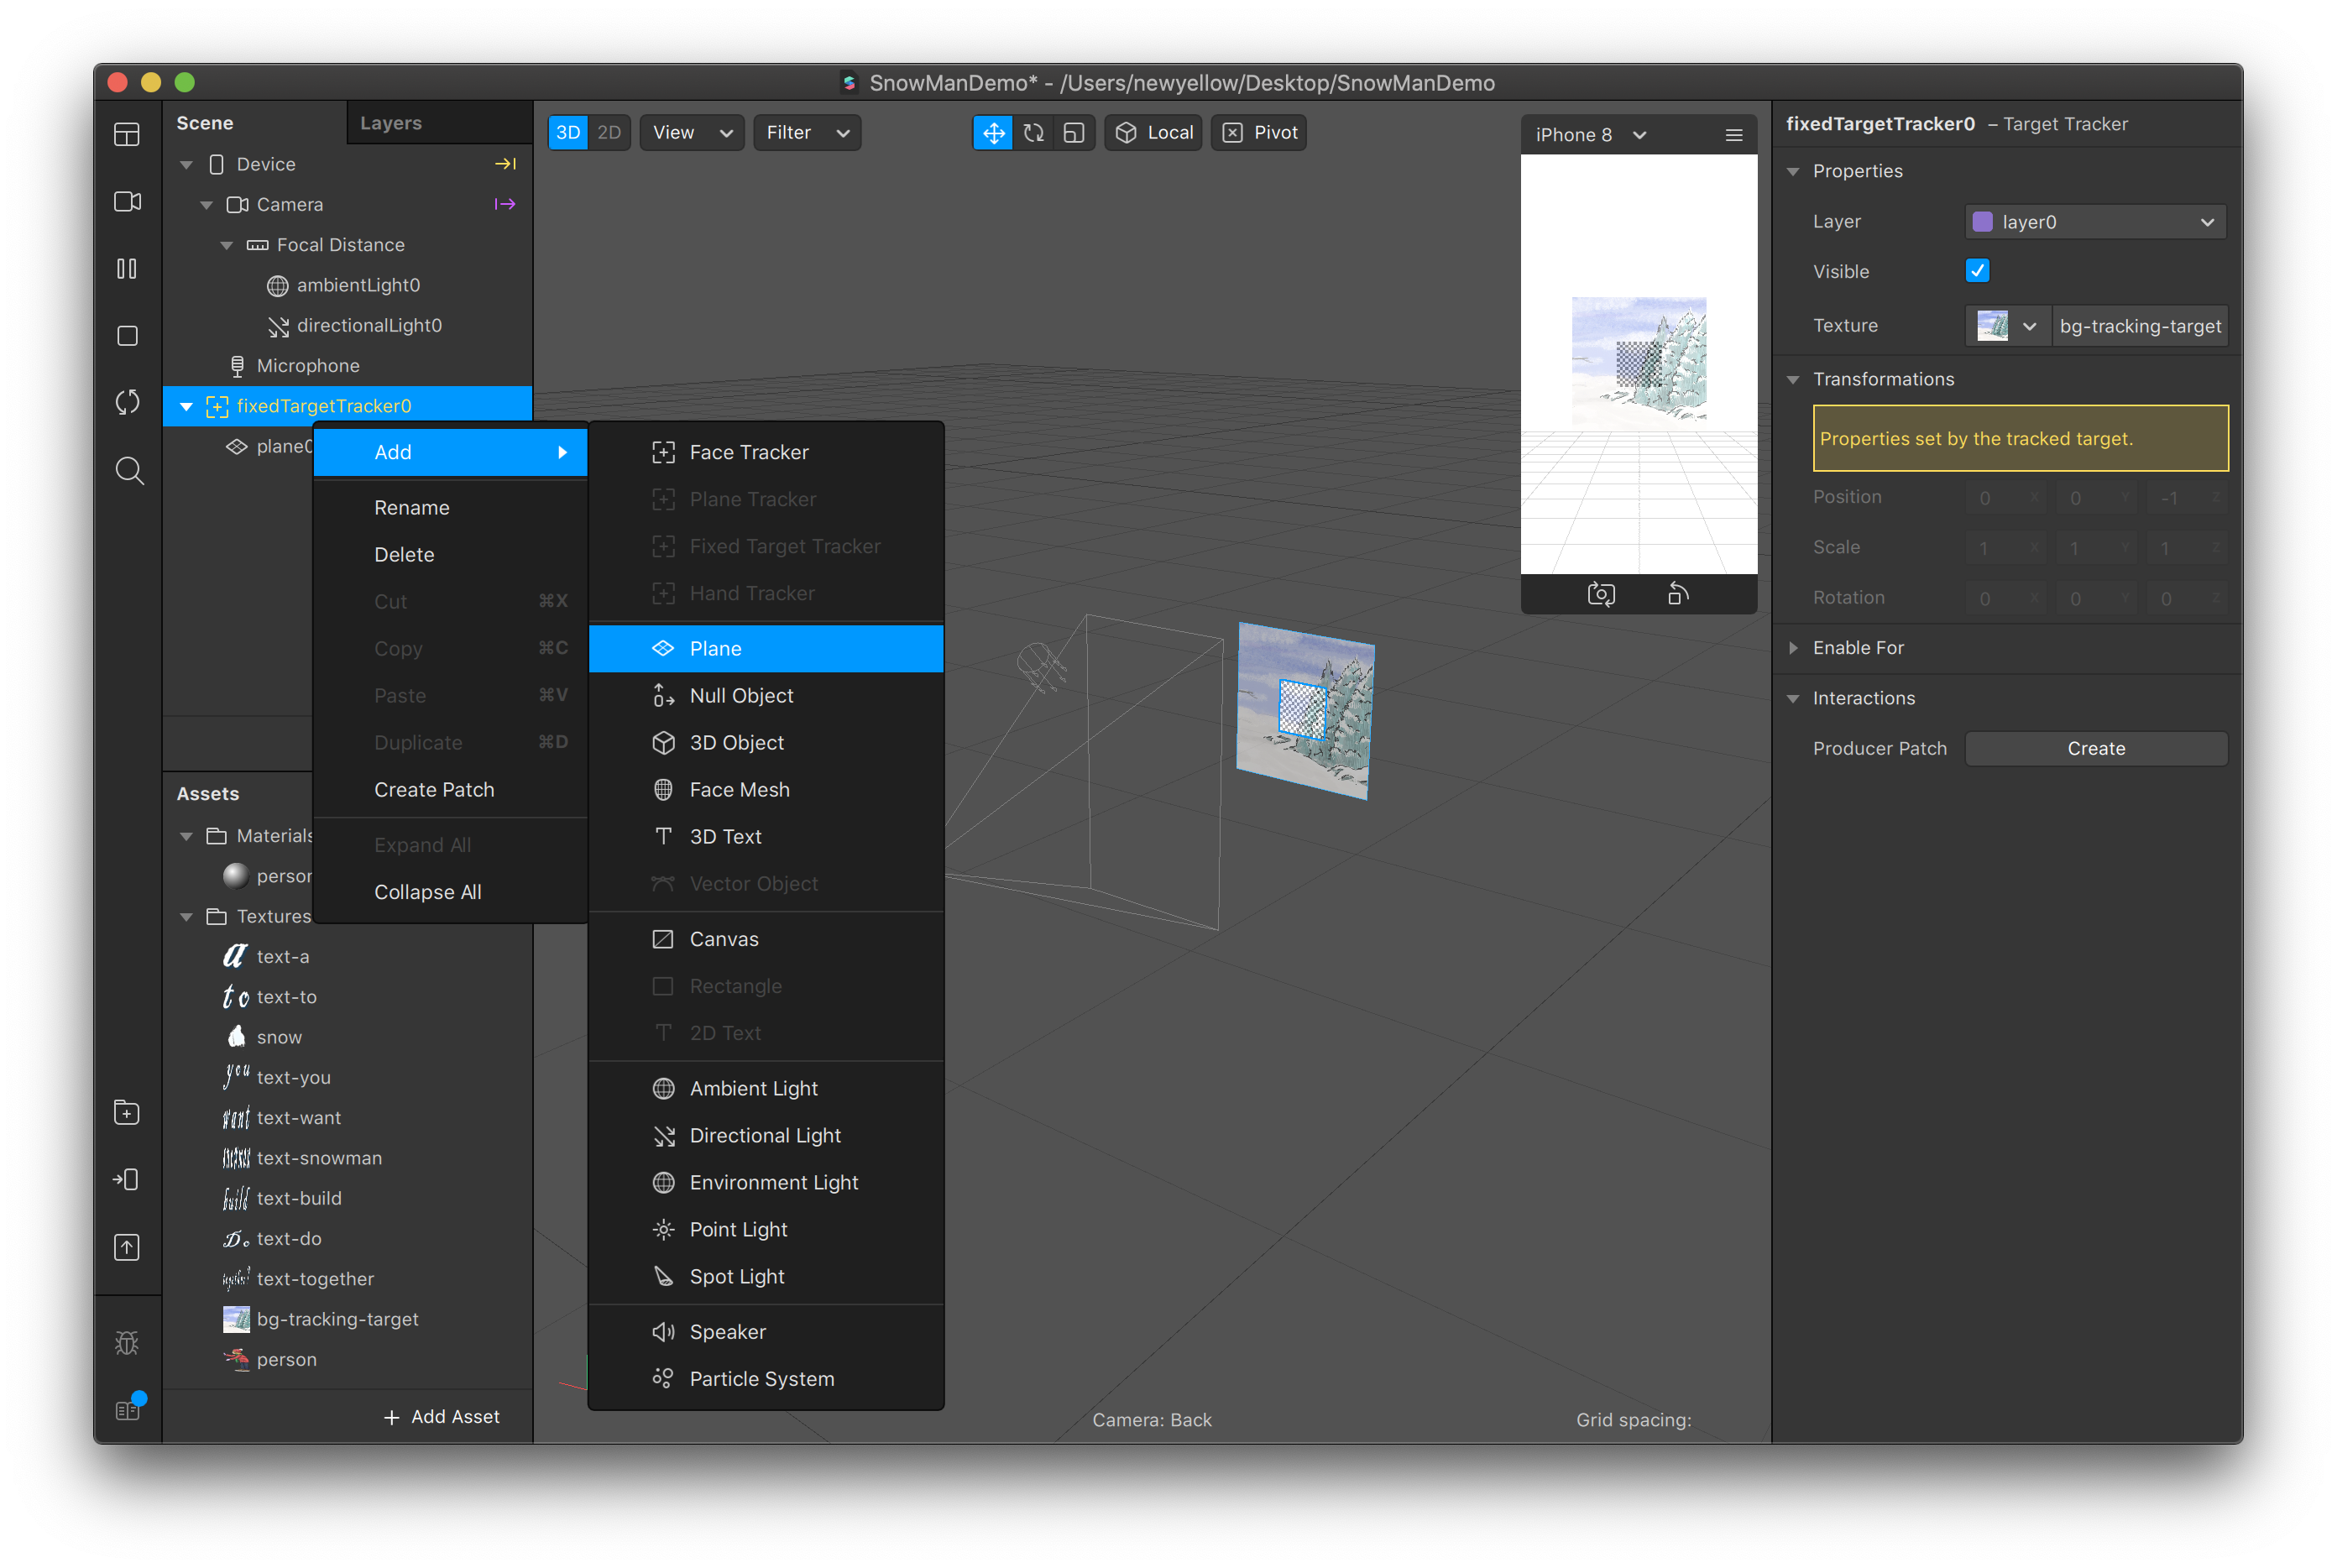 SnowManDemo* - /Users/newyellow/Desktop/SnowManDemo
Scene
Layers
Device
Camera
Focal Distance
ambientLight0
directionalLight0
Microphone
fixedTargetTracker0
plane0
Add
Rename
Delete
Cut ⌘X
Copy ⌘C
Paste ⌘V
Duplicate ⌘D
Create Patch
Expand All
Collapse All
Face Tracker
Plane Tracker
Fixed Target Tracker
Hand Tracker
Plane
Null Object
3D Object
Face Mesh
3D Text
Vector Object
Canvas
Rectangle
2D Text
Ambient Light
Directional Light
Environment Light
Point Light
Spot Light
Speaker
Particle System
Assets
Materials
person
Textures
text-a
text-to
snow
text-you
text-want
text-snowman
text-build
text-do
text-together
bg-tracking-target
person
+ Add Asset
3D 2D View Filter Local Pivot
iPhone 8
Camera: Back
Grid spacing:
fixedTargetTracker0 – Target Tracker
Properties
Layer layer0
Visible
Texture bg-tracking-target
Transformations
Properties set by the tracked target.
Position 0 X 0 Y -1 Z
Scale 1 X 1 Y 1 Z
Rotation 0 X 0 Y 0 Z
Enable For
Interactions
Producer Patch Create